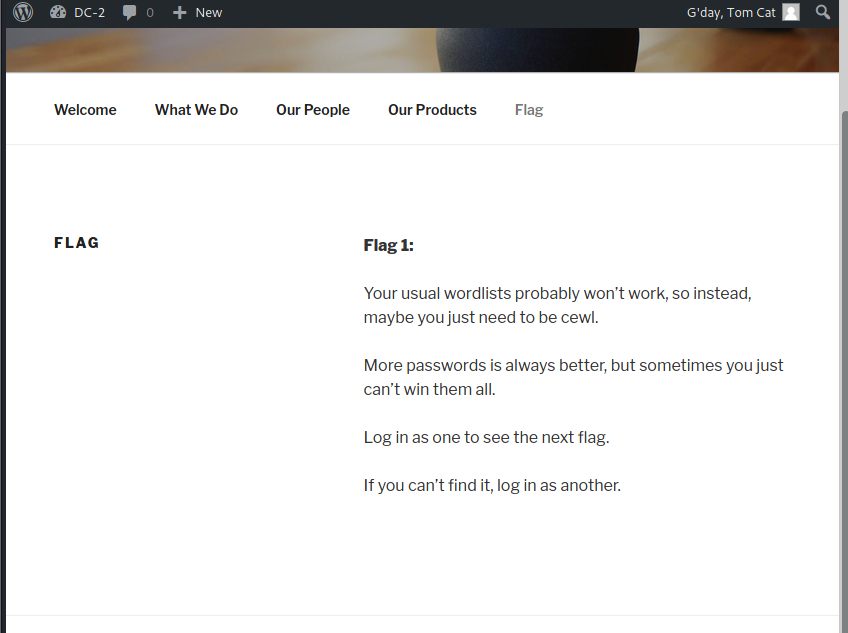 DC-2 0 New G'day, Tom Cat
Welcome What We Do Our People Our Products Flag
FLAG
Flag 1:
Your usual wordlists probably won’t work, so instead,
maybe you just need to be cewl.
More passwords is always better, but sometimes you just
can’t win them all.
Log in as one to see the next flag.
If you can’t find it, log in as another.